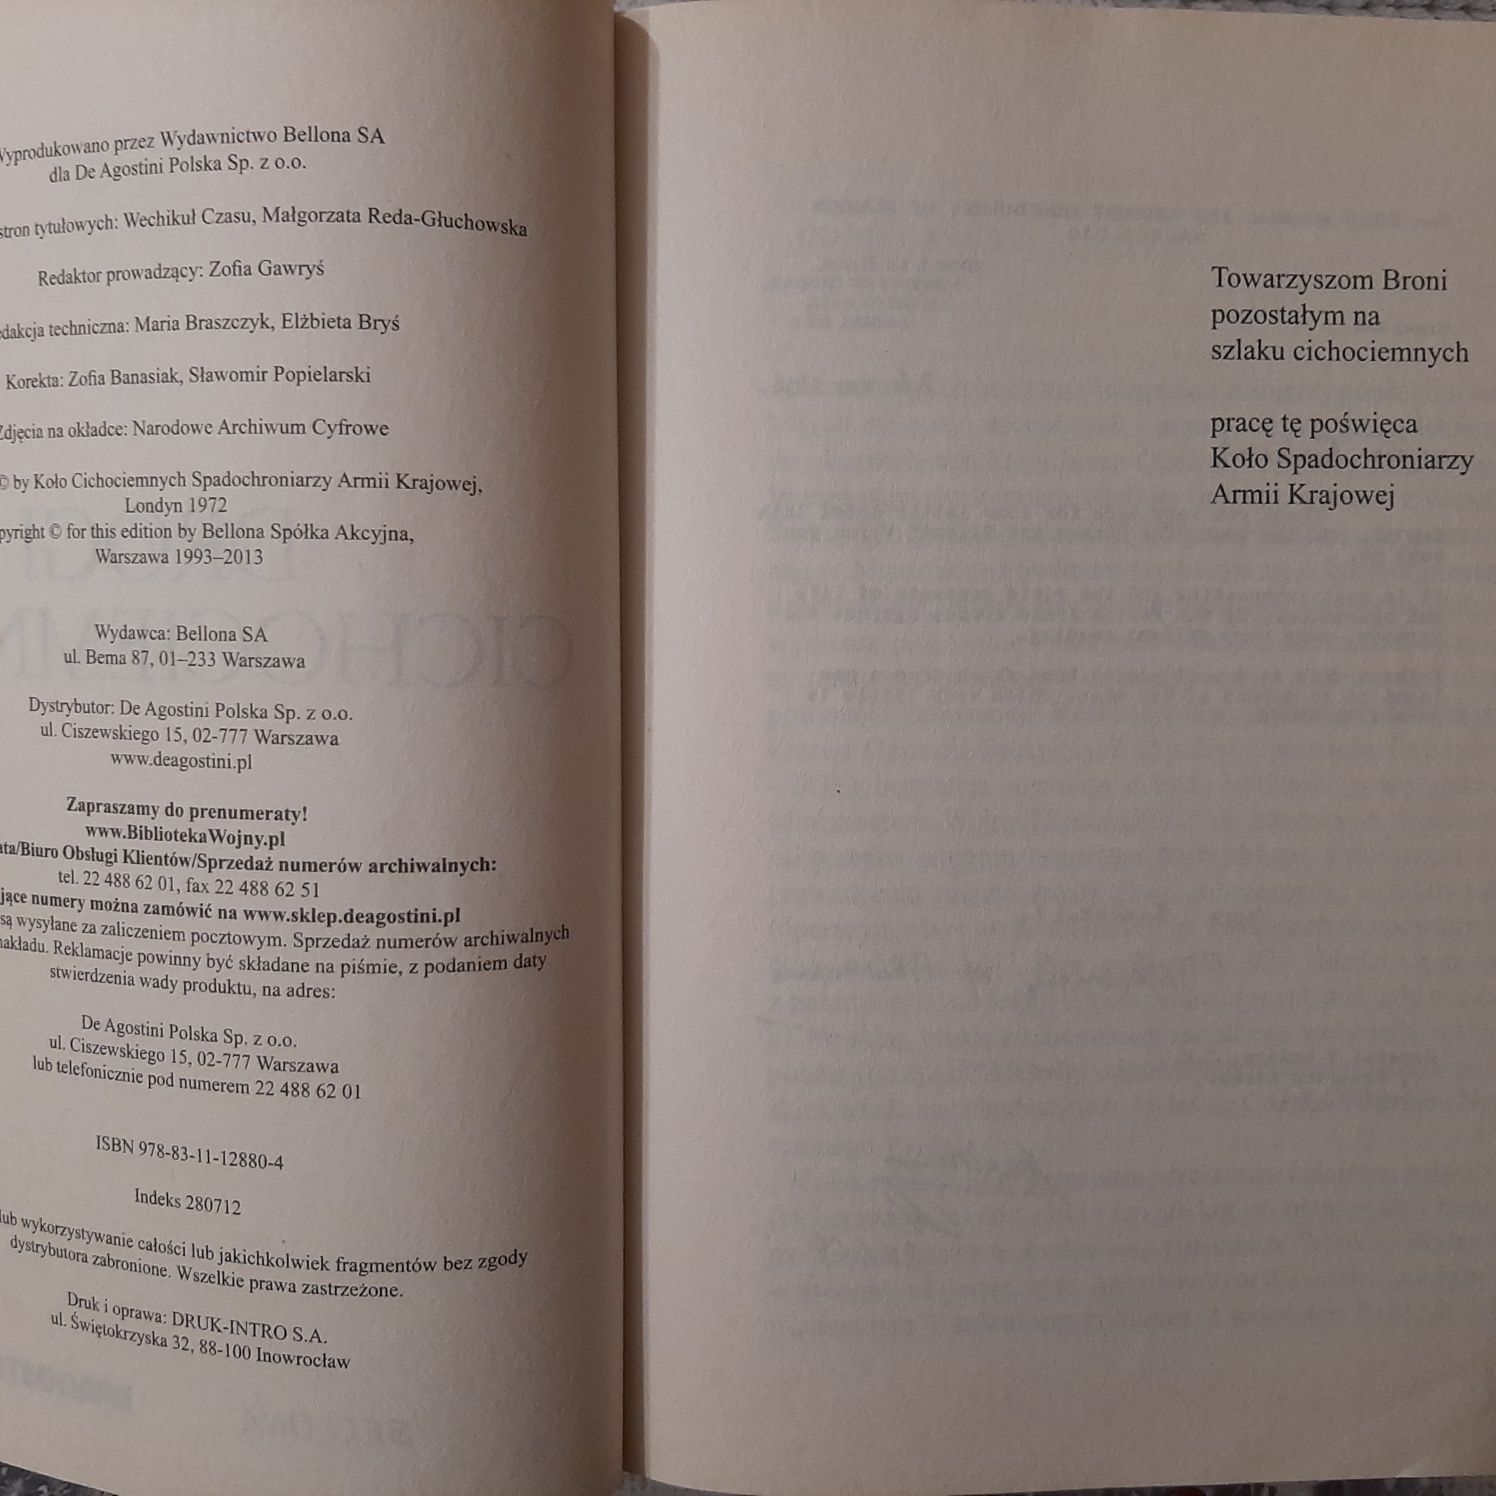 Wyprodukowano przez Wydawnictwo Bellona SA
dla De Agostini Polska Sp. z o.o.
stron tytułowych: Wechikuł Czasu, Małgorzata Reda-Głuchowska
Redaktor prowadzący: Zofia Gawryś
edakcja techniczna: Maria Braszczyk, Elżbieta Bryś
Korekta: Zofia Banasiak, Sławomir Popielarski
Zdjęcia na okładce: Narodowe Archiwum Cyfrowe
© by Koło Cichociemnych Spadochroniarzy Armii Krajowej,
Londyn 1972
pyright © for this edition by Bellona Spółka Akcyjna,
Warszawa 1993–2013
Wydawca: Bellona SA
ul. Bema 87, 01–233 Warszawa
Dystrybutor: De Agostini Polska Sp. z o.o.
ul. Ciszewskiego 15, 02-777 Warszawa
www.deagostini.pl
Zapraszamy do prenumeraty!
www.BibliotekaWojny.pl
ata/Biuro Obsługi Klientów/Sprzedaż numerów archiwalnych:
tel. 22 488 62 01, fax 22 488 62 51
jące numery można zamówić na www.sklep.deagostini.pl
są wysyłane za zaliczeniem pocztowym. Sprzedaż numerów archiwalnych
nakładu. Reklamacje powinny być składane na piśmie, z podaniem daty
stwierdzenia wady produktu, na adres:
De Agostini Polska Sp. z o.o.
ul. Ciszewskiego 15, 02-777 Warszawa
lub telefonicznie pod numerem 22 488 62 01
ISBN 978-83-11-12880-4
Indeks 280712
lub wykorzystywanie całości lub jakichkolwiek fragmentów bez zgody
dystrybutora zabronione. Wszelkie prawa zastrzeżone.
Druk i oprawa: DRUK-INTRO S.A.
ul. Świętokrzyska 32, 88-100 Inowrocław
Towarzyszom Broni
pozostałym na
szlaku cichociemnych
pracę tę poświęca
Koło Spadochroniarzy
Armii Krajowej